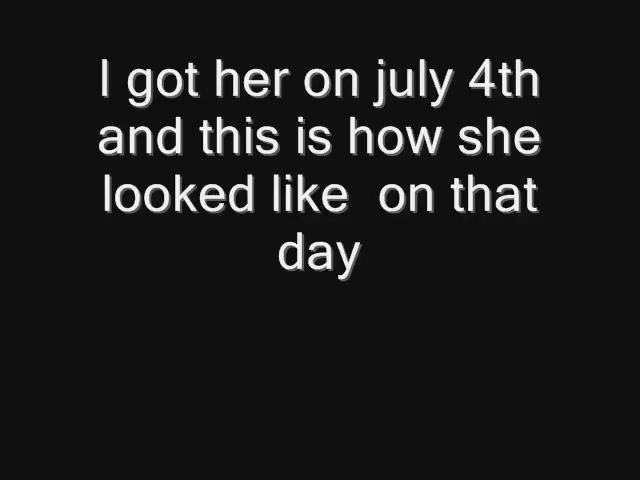 I got her on july 4th
and this is how she
looked like  on that
day